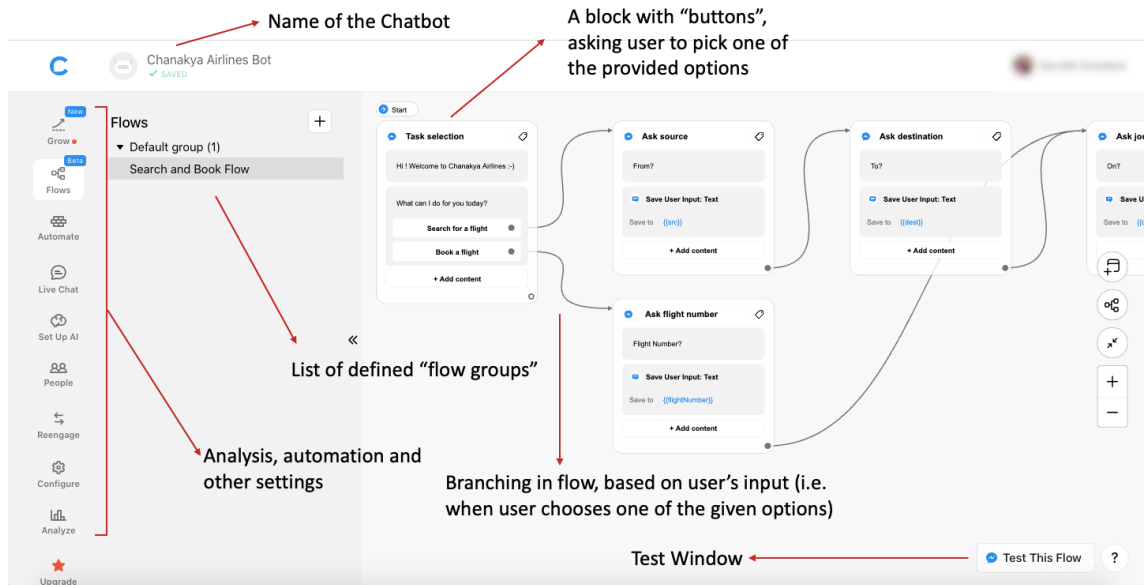 Name of the Chatbot
A block with “buttons”,
asking user to pick one of
the provided options
Chanakya Airlines Bot
SAVED
New
Grow
Beta
Flows
Automate
Live Chat
Set Up AI
People
Reengage
Configure
Analyze
Upgrade
Flows
+
Default group (1)
Search and Book Flow
«
List of defined “flow groups”
Analysis, automation and
other settings
Start
Task selection
Hi ! Welcome to Chanakya Airlines :-)
What can I do for you today?
Search for a flight
Book a flight
+ Add content
Ask source
From?
Save User Input: Text
Save to {{src}}
+ Add content
Ask destination
To?
Save User Input: Text
Save to {{dest}}
+ Add content
Ask jou
On?
Save U
Save to
+ Add
Ask flight number
Flight Number?
Save User Input: Text
Save to {{flightNumber}}
+ Add content
+
−
Branching in flow, based on user’s input (i.e.
when user chooses one of the given options)
Test Window
Test This Flow
?